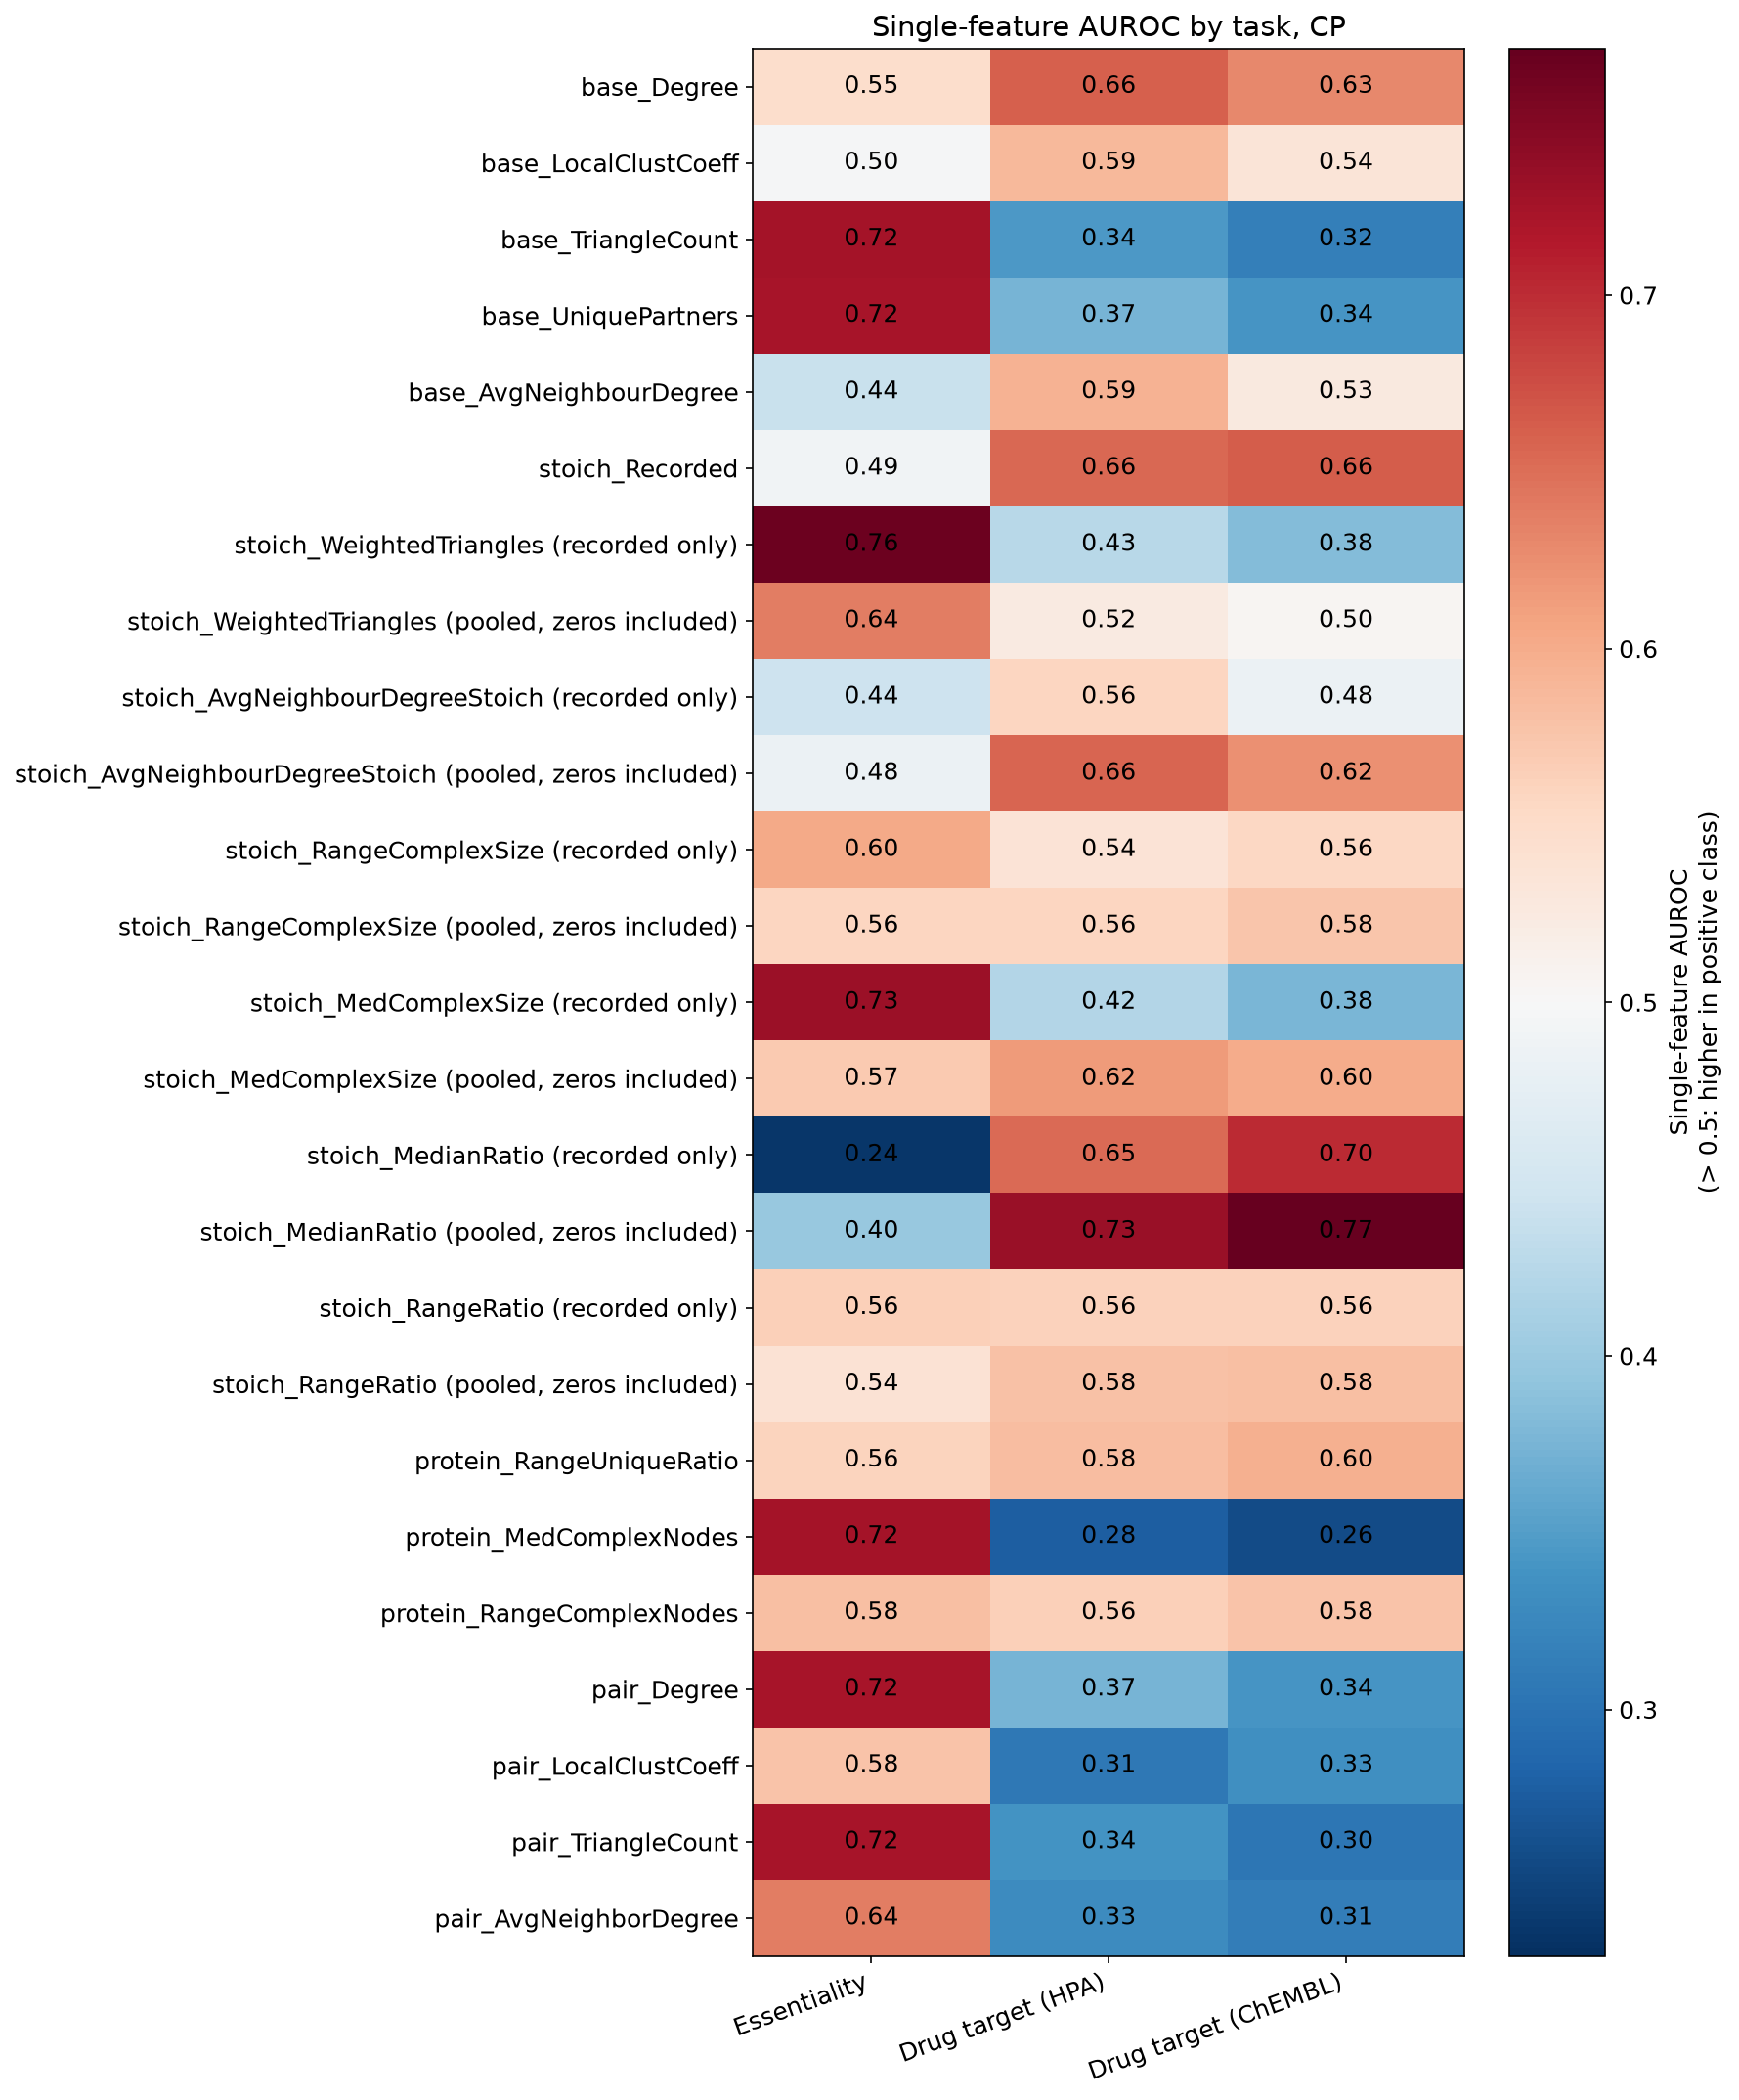 Single-feature AUROC by task, CP
base_Degree 0.55 0.66 0.63
base_LocalClustCoeff 0.50 0.59 0.54
base_TriangleCount 0.72 0.34 0.32
base_UniquePartners 0.72 0.37 0.34
base_AvgNeighbourDegree 0.44 0.59 0.53
stoich_Recorded 0.49 0.66 0.66
stoich_WeightedTriangles (recorded only) 0.76 0.43 0.38
stoich_WeightedTriangles (pooled, zeros included) 0.64 0.52 0.50
stoich_AvgNeighbourDegreeStoich (recorded only) 0.44 0.56 0.48
stoich_AvgNeighbourDegreeStoich (pooled, zeros included) 0.48 0.66 0.62
stoich_RangeComplexSize (recorded only) 0.60 0.54 0.56
stoich_RangeComplexSize (pooled, zeros included) 0.56 0.56 0.58
stoich_MedComplexSize (recorded only) 0.73 0.42 0.38
stoich_MedComplexSize (pooled, zeros included) 0.57 0.62 0.60
stoich_MedianRatio (recorded only) 0.24 0.65 0.70
stoich_MedianRatio (pooled, zeros included) 0.40 0.73 0.77
stoich_RangeRatio (recorded only) 0.56 0.56 0.56
stoich_RangeRatio (pooled, zeros included) 0.54 0.58 0.58
protein_RangeUniqueRatio 0.56 0.58 0.60
protein_MedComplexNodes 0.72 0.28 0.26
protein_RangeComplexNodes 0.58 0.56 0.58
pair_Degree 0.72 0.37 0.34
pair_LocalClustCoeff 0.58 0.31 0.33
pair_TriangleCount 0.72 0.34 0.30
pair_AvgNeighborDegree 0.64 0.33 0.31
Essentiality
Drug target (HPA)
Drug target (ChEMBL)
0.7
0.6
0.5
0.4
0.3
Single-feature AUROC
(> 0.5: higher in positive class)